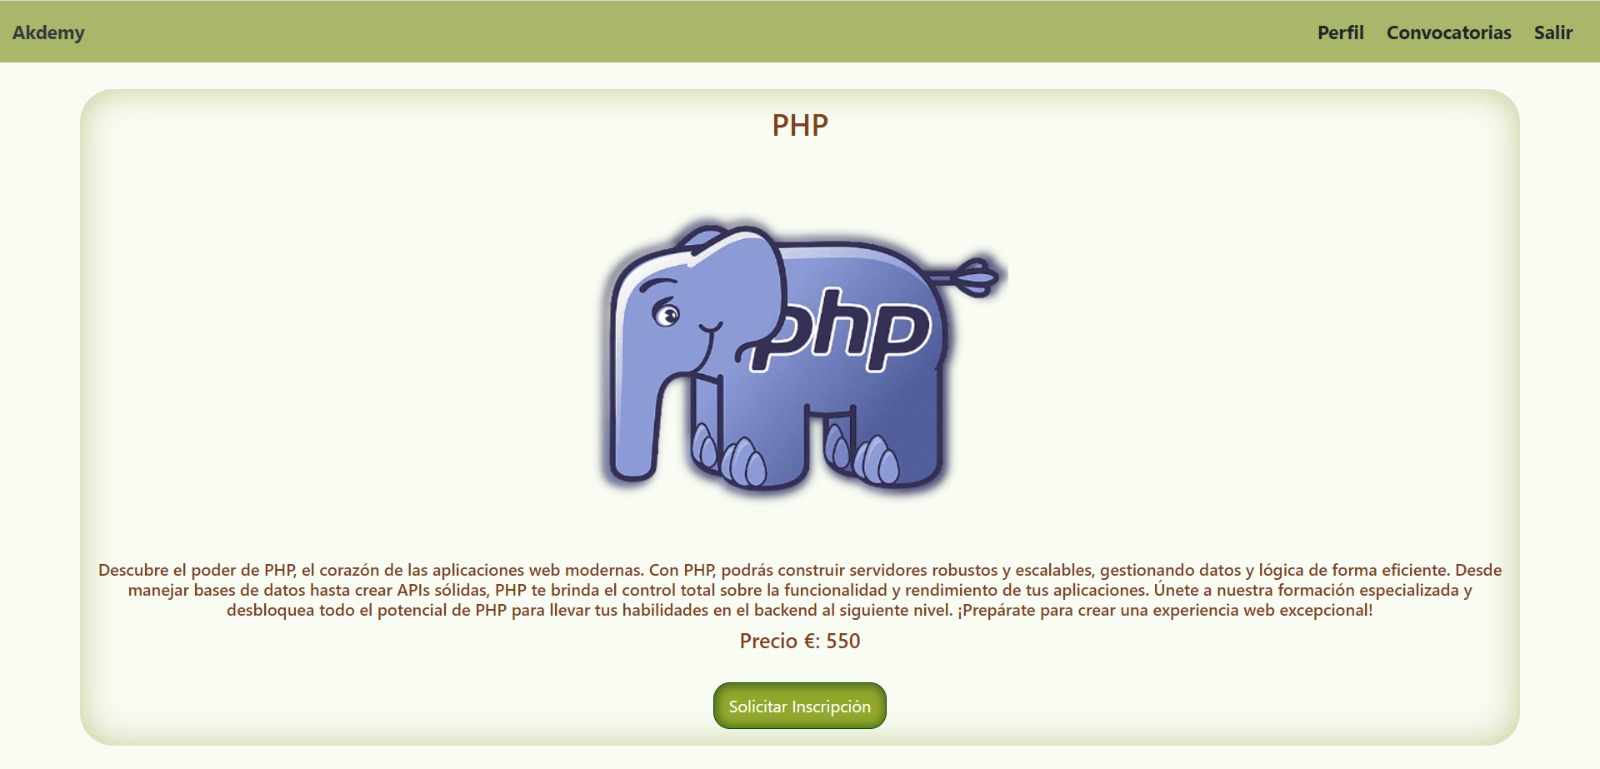 Akdemy
Perfil Convocatorias Salir
PHP
php
Descubre el poder de PHP, el corazón de las aplicaciones web modernas. Con PHP, podrás construir servidores robustos y escalables, gestionando datos y lógica de forma eficiente. Desde
manejar bases de datos hasta crear APIs sólidas, PHP te brinda el control total sobre la funcionalidad y rendimiento de tus aplicaciones. Únete a nuestra formación especializada y
desbloquea todo el potencial de PHP para llevar tus habilidades en el backend al siguiente nivel. ¡Prepárate para crear una experiencia web excepcional!
Precio €: 550
Solicitar Inscripción